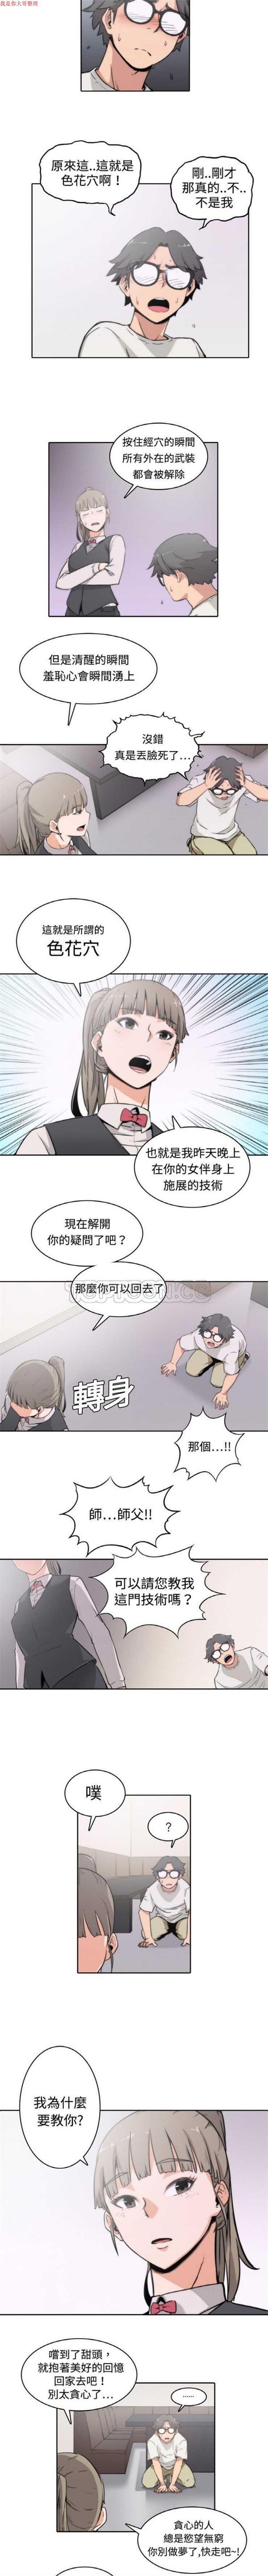 我是你大哥整理
原來這..這就是
色花穴啊！
剛..剛才
那真的..不..
不是我
按住經穴的瞬間
所有外在的武裝
都會被解除
但是清醒的瞬間
羞恥心會瞬間湧上
沒錯
真是丟臉死了...
這就是所謂的
色花穴
也就是我昨天晚上
在你的女伴身上
施展的技術
現在解開
你的疑問了吧？
那麼你可以回去了
轉身
那個...!!
師...師父!!
可以請您教我
這門技術嗎？
噗
?
我為什麼
要教你?
嚐到了甜頭，
就抱著美好的回憶
回家去吧！
別太貪心了...
......
貪心的人
總是慾望無窮
你別做夢了,快走吧~!